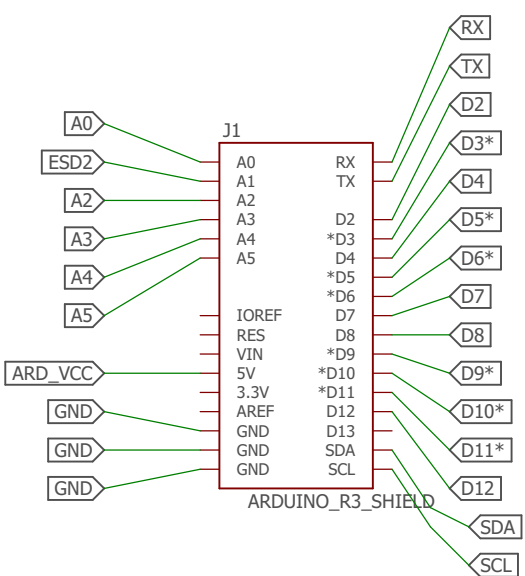 RX
TX
D2
D3*
D4
D5*
D6*
D7
D8
D9*
D10*
D11*
D12
SDA
SCL
A0
ESD2
A2
A3
A4
A5
ARD_VCC
GND
GND
GND
J1
A0 RX
A1 TX
A2
A3 D2
A4 *D3
A5 D4
*D5
*D6
IOREF D7
RES D8
VIN *D9
5V *D10
3.3V *D11
AREF D12
GND D13
GND SDA
GND SCL
ARDUINO_R3_SHIELD